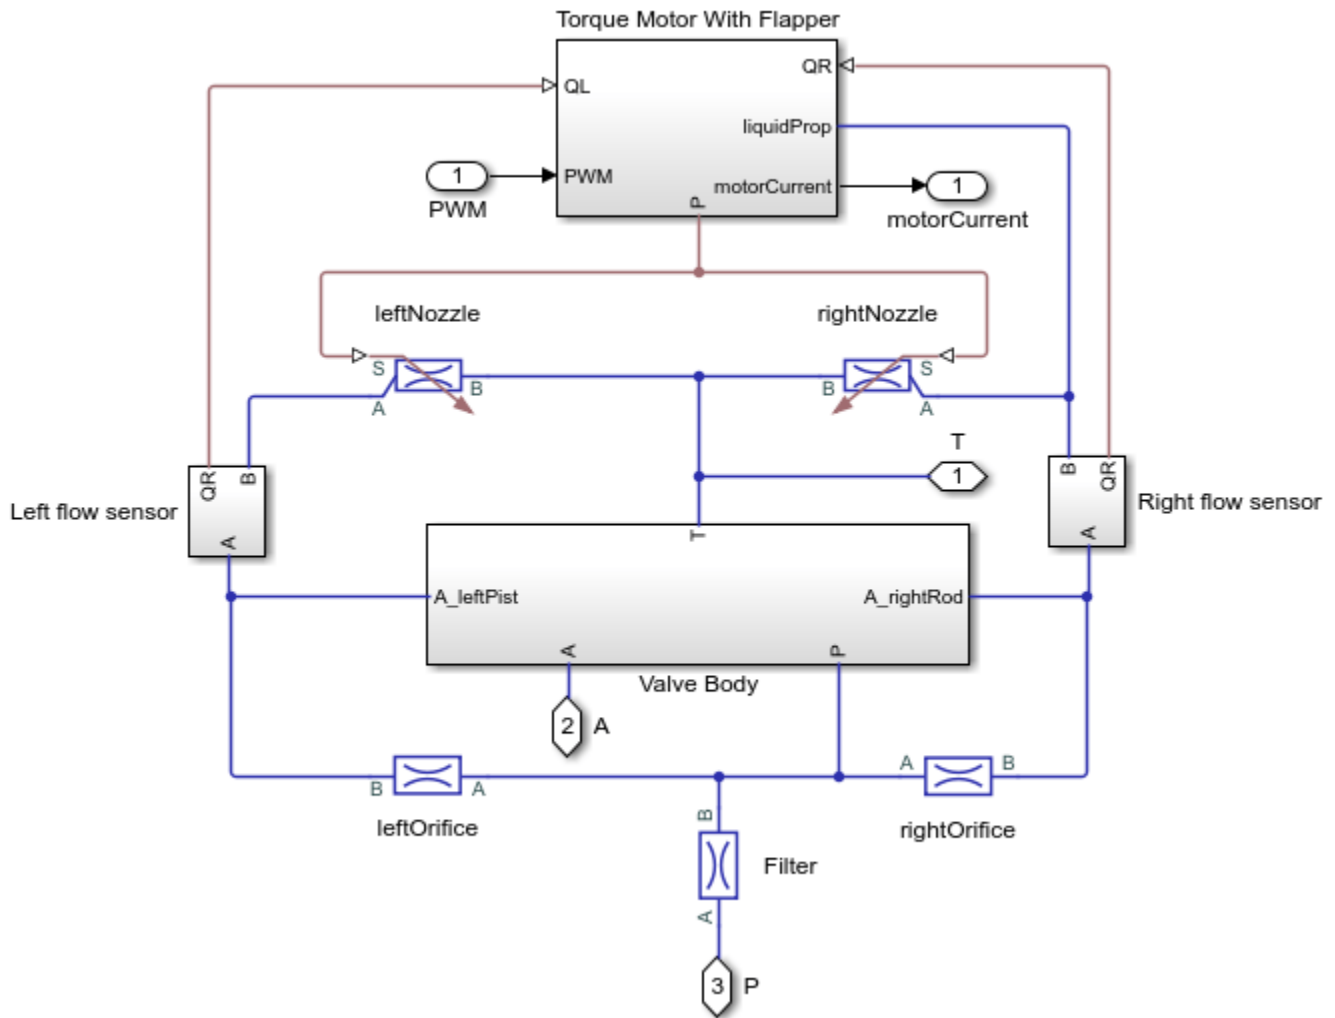 Torque Motor With Flapper
QR
QL
liquidProp
1
PWM
motorCurrent
1
PWM
P
motorCurrent
leftNozzle
rightNozzle
S
S
B
B
A
A
T
1
QR
B
B
QR
Left flow sensor
Right flow sensor
A
A
T
A_leftPist
A_rightRod
A
P
Valve Body
2
A
A
B
B
A
leftOrifice
rightOrifice
B
Filter
A
3
P